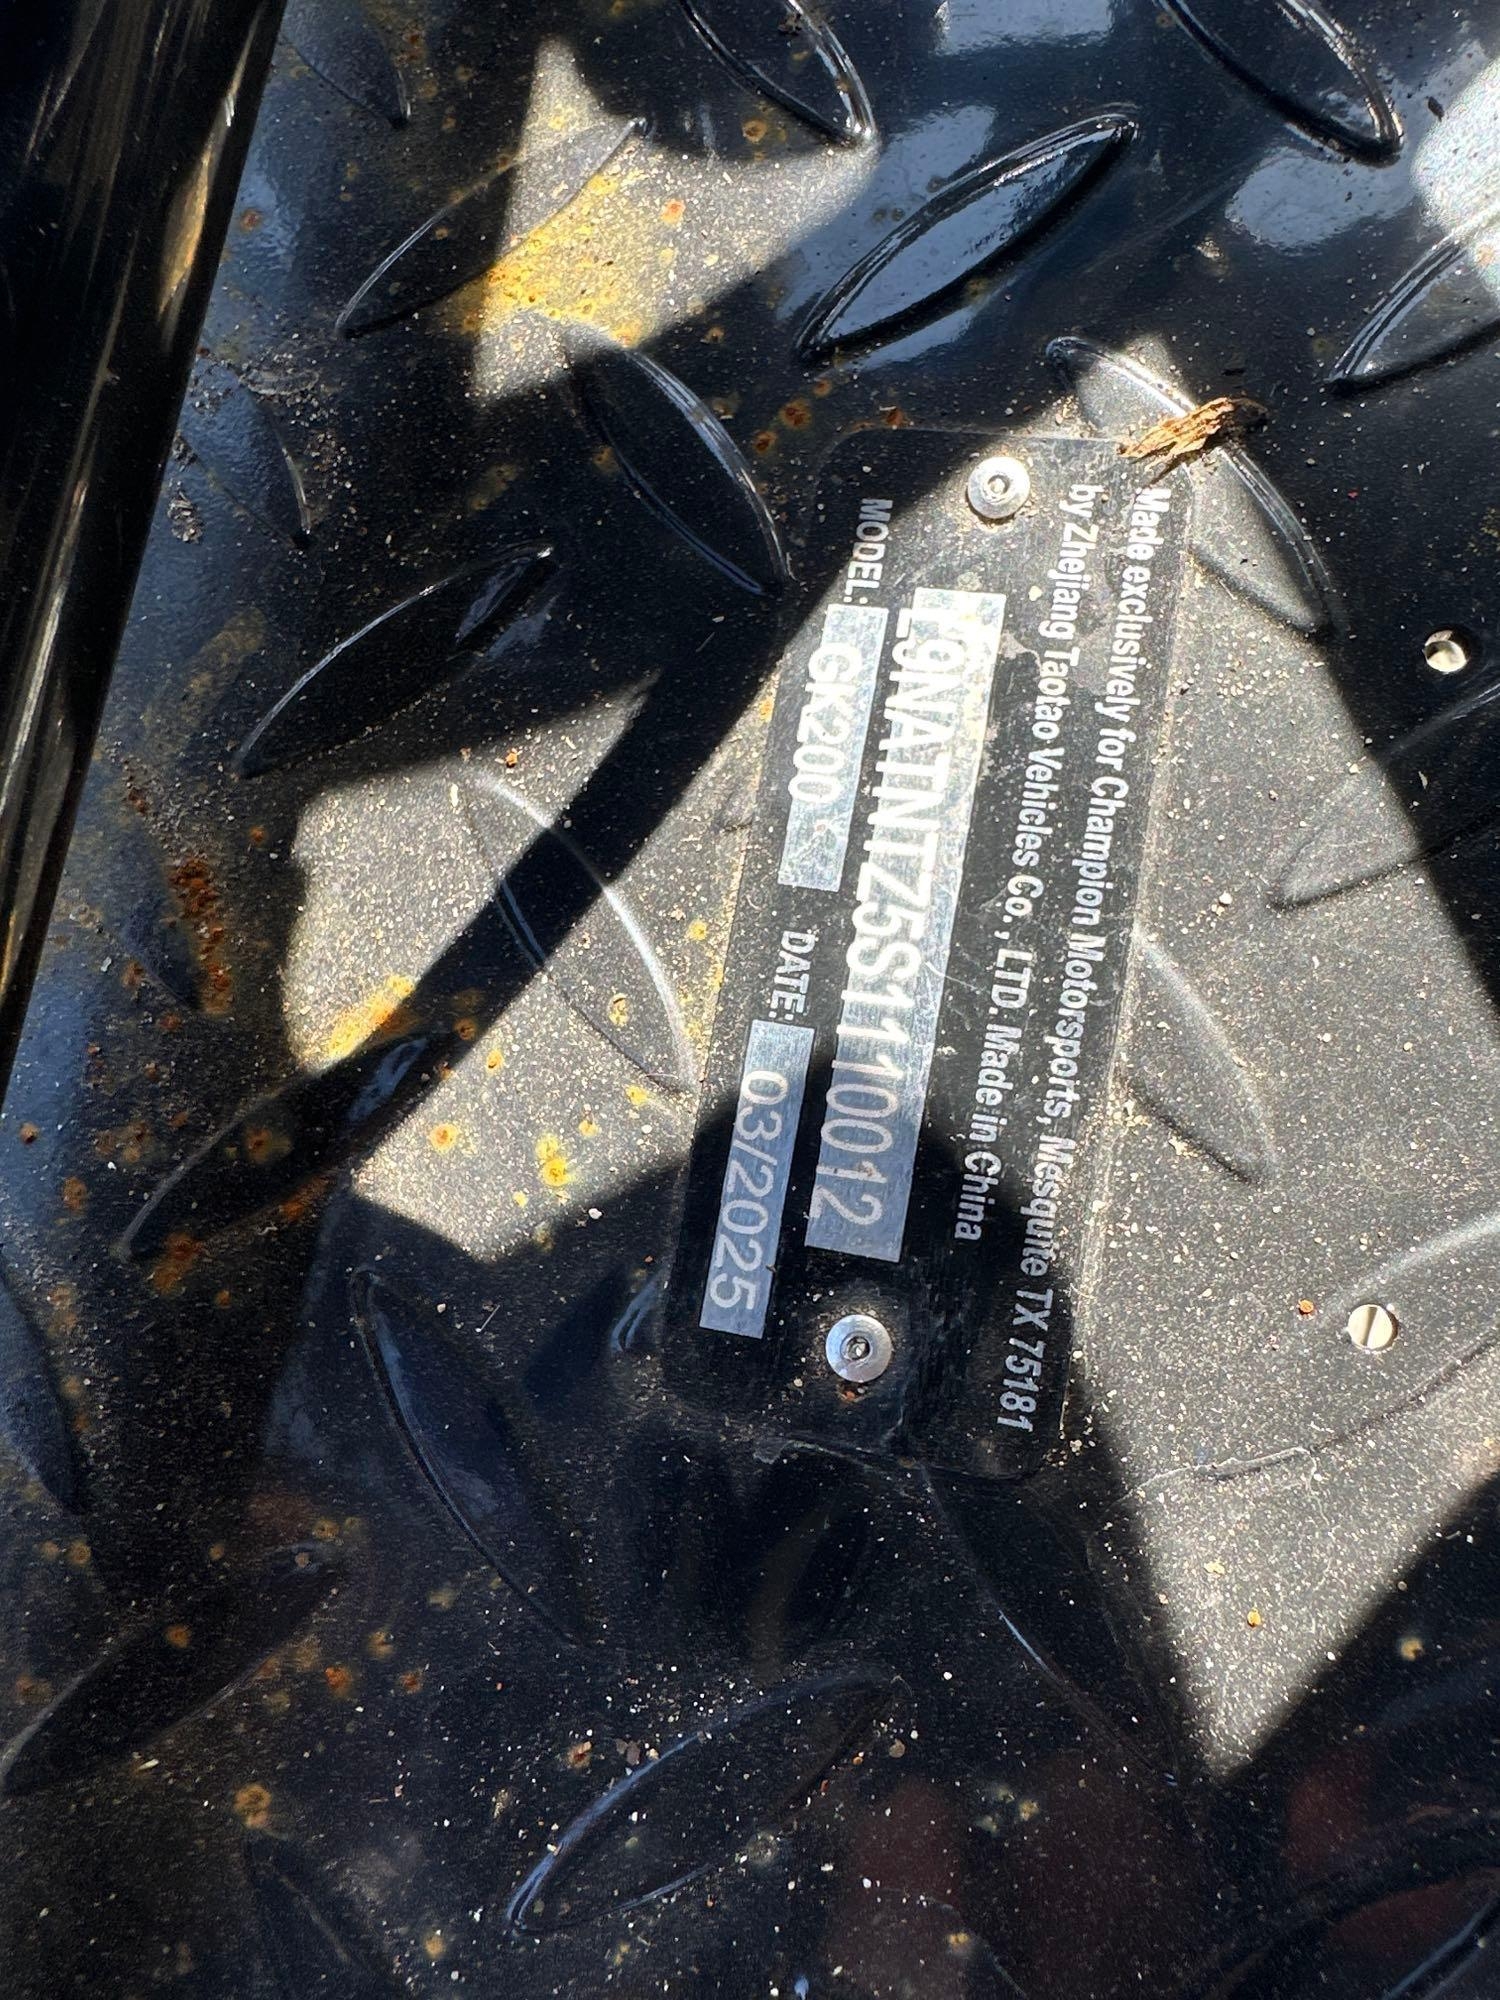 Made exclusively for Champion Motorsports, Mesquite TX 75181
by Zhejiang Taotao Vehicles Co., LTD. Made in China
L9NATNTZ5S1110012
MODEL: GK200 DATE: 03/2025